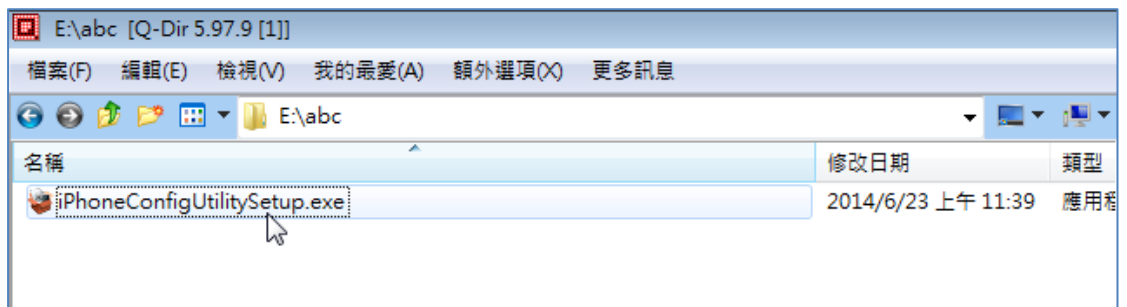 E:\abc [Q-Dir 5.97.9 [1]]
檔案(F) 編輯(E) 檢視(V) 我的最愛(A) 額外選項(X) 更多訊息
E:\abc
名稱 修改日期 類型
iPhoneConfigUtilitySetup.exe 2014/6/23 上午 11:39 應用程